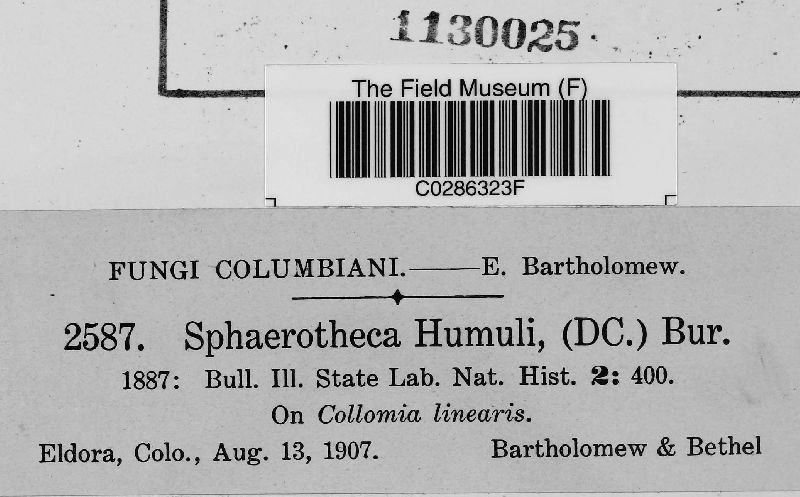 1130025
The Field Museum (F)
C0286323F
FUNGI COLUMBIANI.——E. Bartholomew.
2587. Sphaerotheca Humuli, (DC.) Bur.
1887: Bull. Ill. State Lab. Nat. Hist. 2: 400.
On Collomia linearis.
Eldora, Colo., Aug. 13, 1907. Bartholomew & Bethel